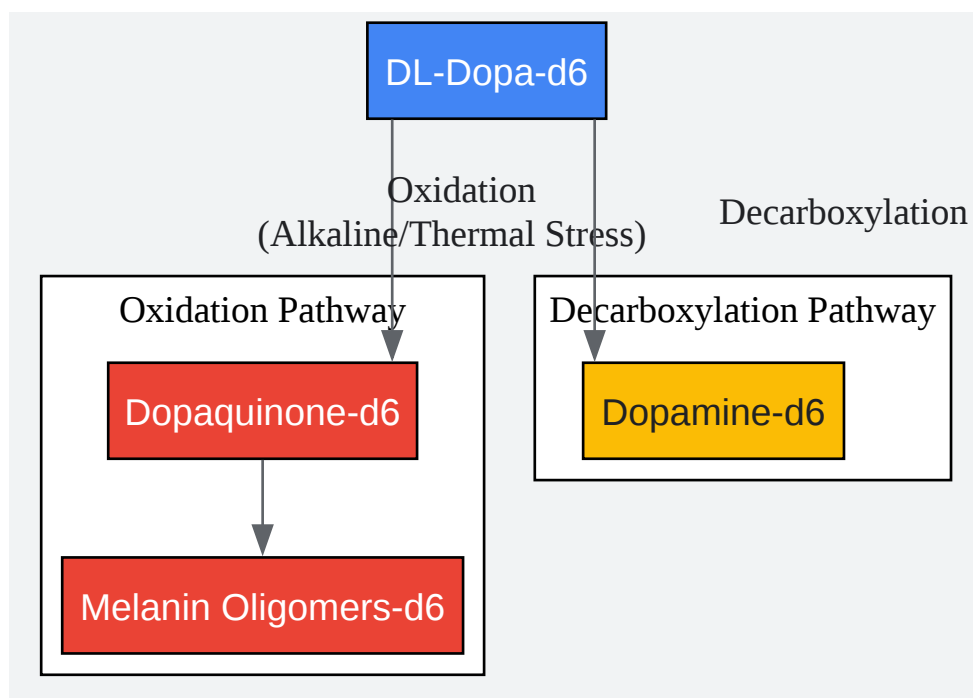 DL-Dopa-d6
Oxidation
(Alkaline/Thermal Stress)
Decarboxylation
Oxidation Pathway
Decarboxylation Pathway
Dopaquinone-d6
Dopamine-d6
Melanin Oligomers-d6